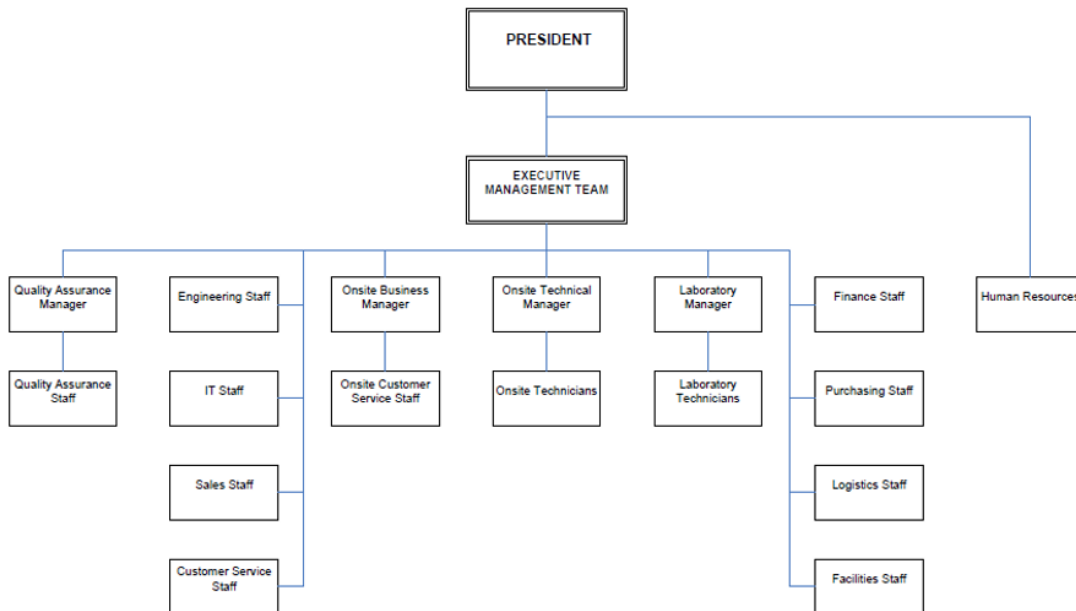 PRESIDENT
EXECUTIVE
MANAGEMENT TEAM
Quality Assurance
Manager
Engineering Staff
Onsite Business
Manager
Onsite Technical
Manager
Laboratory
Manager
Finance Staff
Human Resources
Quality Assurance
Staff
IT Staff
Onsite Customer
Service Staff
Onsite Technicians
Laboratory
Technicians
Purchasing Staff
Sales Staff
Logistics Staff
Customer Service
Staff
Facilities Staff